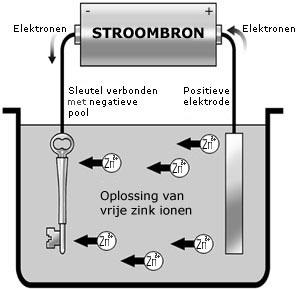 - +
Elektronen
STROOMBRON
Elektronen
Sleutel verbonden
met negatieve
pool
Positieve
elektrode
Zn²⁺
Zn²⁺
Zn²⁺
Zn²⁺
Oplossing van
vrije zink ionen
Zn²⁺
Zn²⁺
Zn²⁺